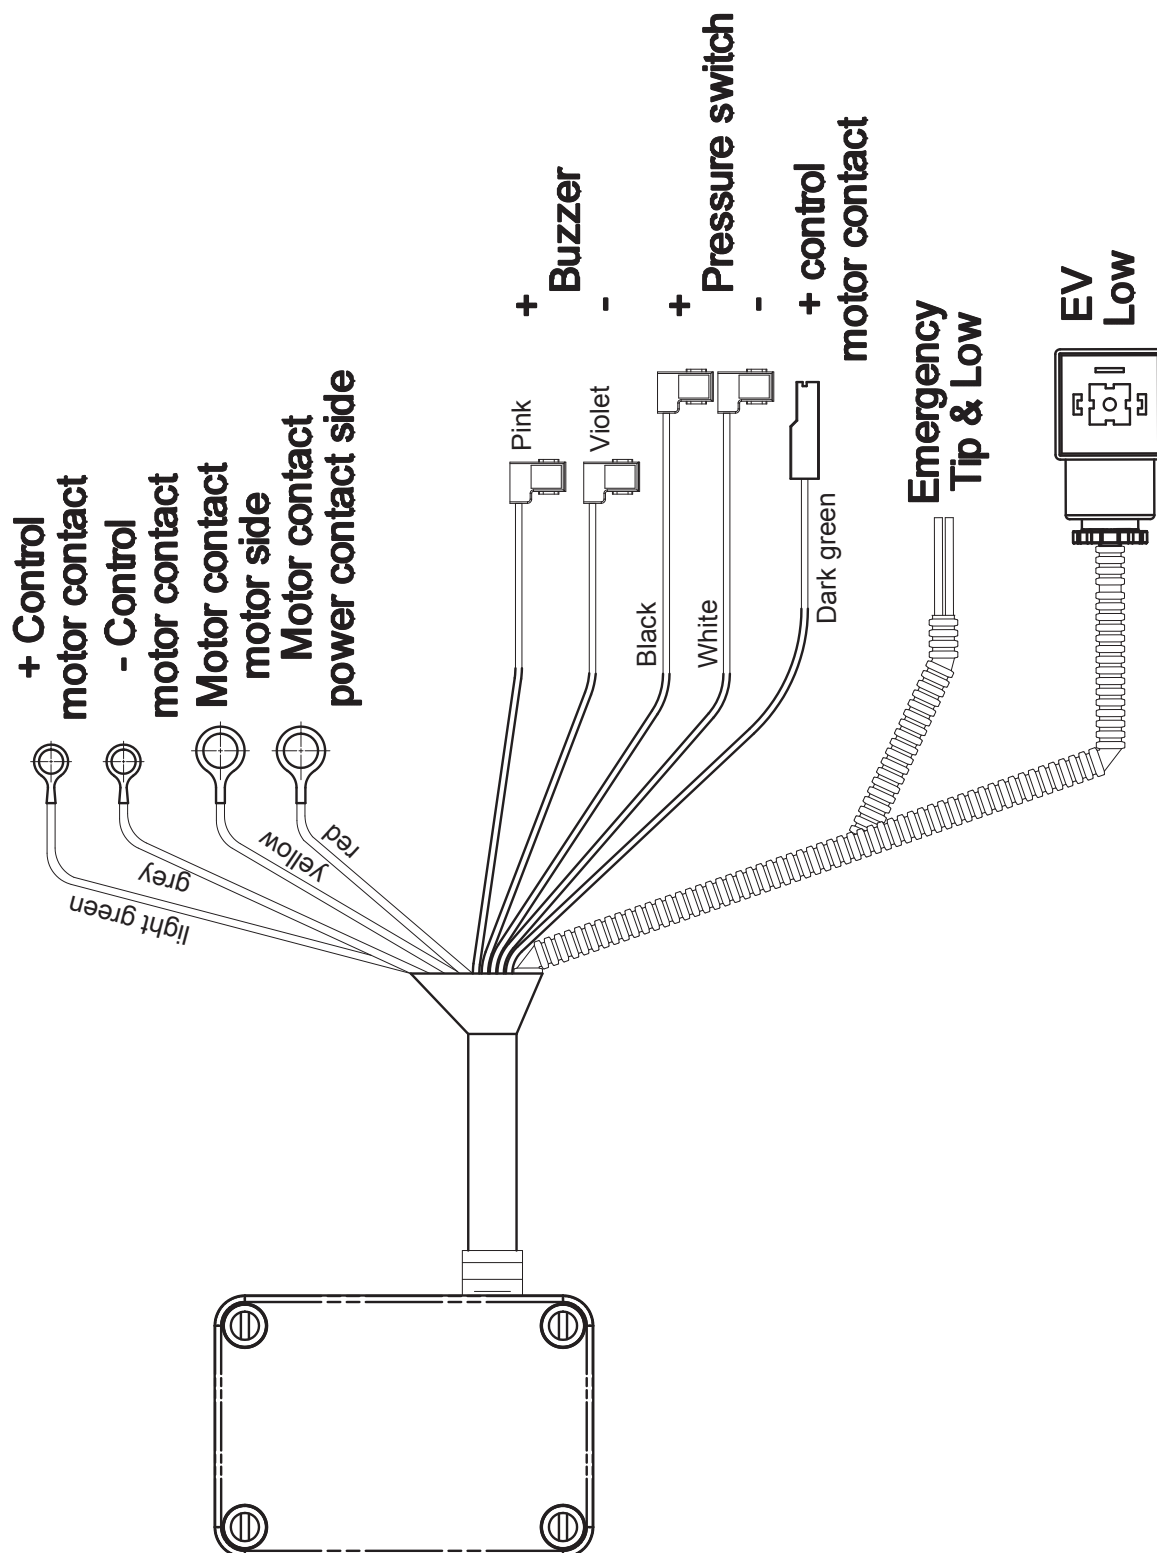 + Control
motor contact
- Control
motor contact
Motor contact
motor side
Motor contact
power contact side
light green
grey
yellow
red
Pink
Violet
Black
White
Dark green
+
Buzzer
-
+
Pressure switch
-
+ control
motor contact
Emergency
Tip & Low
EV
Low